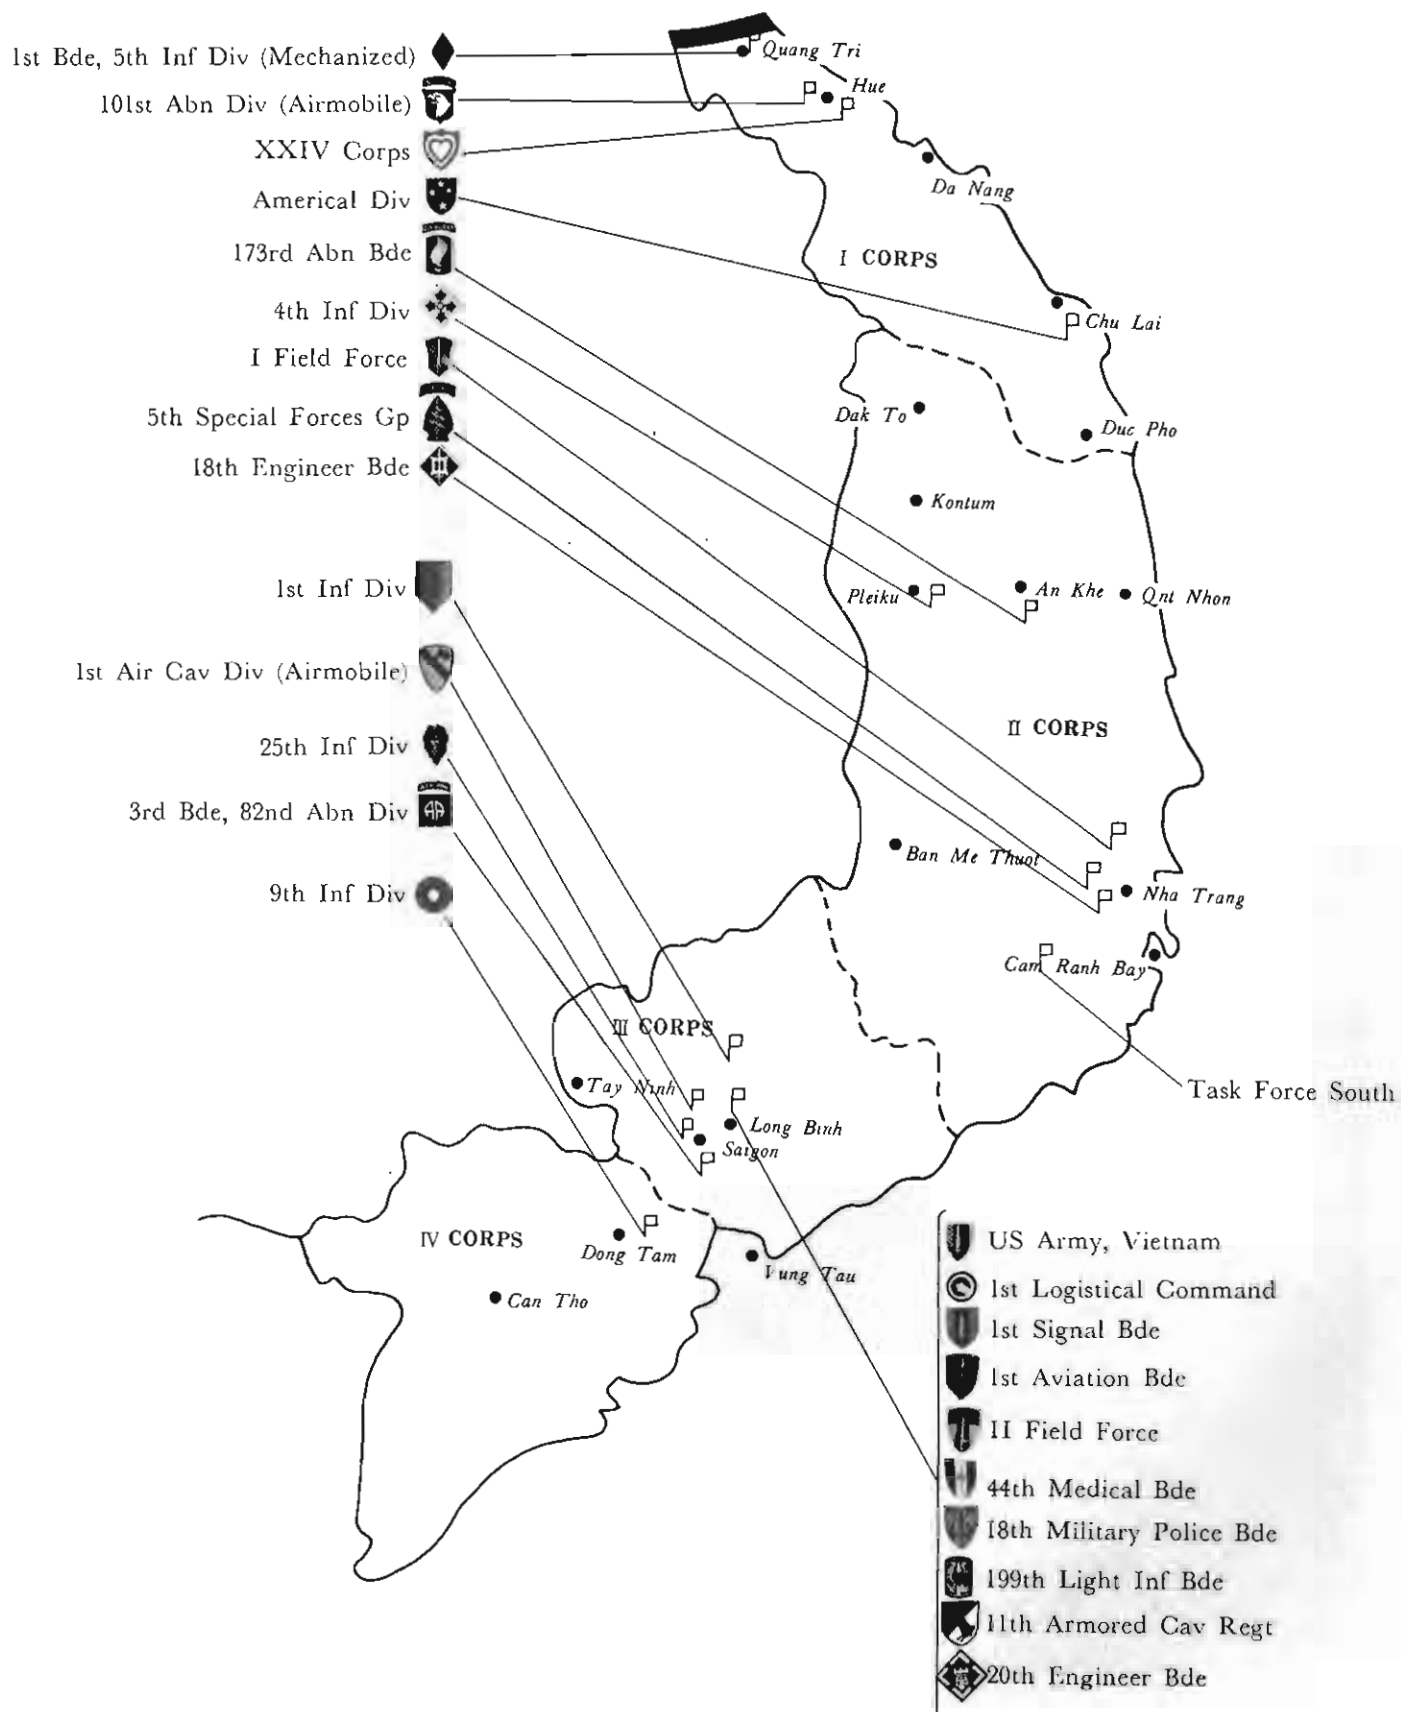 1st Bde, 5th Inf Div (Mechanized)
101st Abn Div (Airmobile)
XXIV Corps
Americal Div
173rd Abn Bde
4th Inf Div
I Field Force
5th Special Forces Gp
18th Engineer Bde
1st Inf Div
1st Air Cav Div (Airmobile)
25th Inf Div
3rd Bde, 82nd Abn Div
9th Inf Div
Quang Tri
Hue
Da Nang
I CORPS
Chu Lai
Dak To
Duc Pho
Kontum
Pleiku
An Khe
Qnt Nhon
II CORPS
Ban Me Thuot
Nha Trang
Cam Ranh Bay
III CORPS
Tay Ninh
Task Force South
Long Binh
Saigon
IV CORPS
Dong Tam
Vung Tau
Can Tho
US Army, Vietnam
1st Logistical Command
1st Signal Bde
1st Aviation Bde
II Field Force
44th Medical Bde
18th Military Police Bde
199th Light Inf Bde
11th Armored Cav Regt
20th Engineer Bde